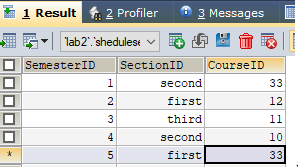 1 Result 2 Profiler 3 Messages
'lab2'.'shedulese
SemesterID SectionID CourseID
1 second 33
2 first 12
3 third 11
4 second 10
* 5 first 33